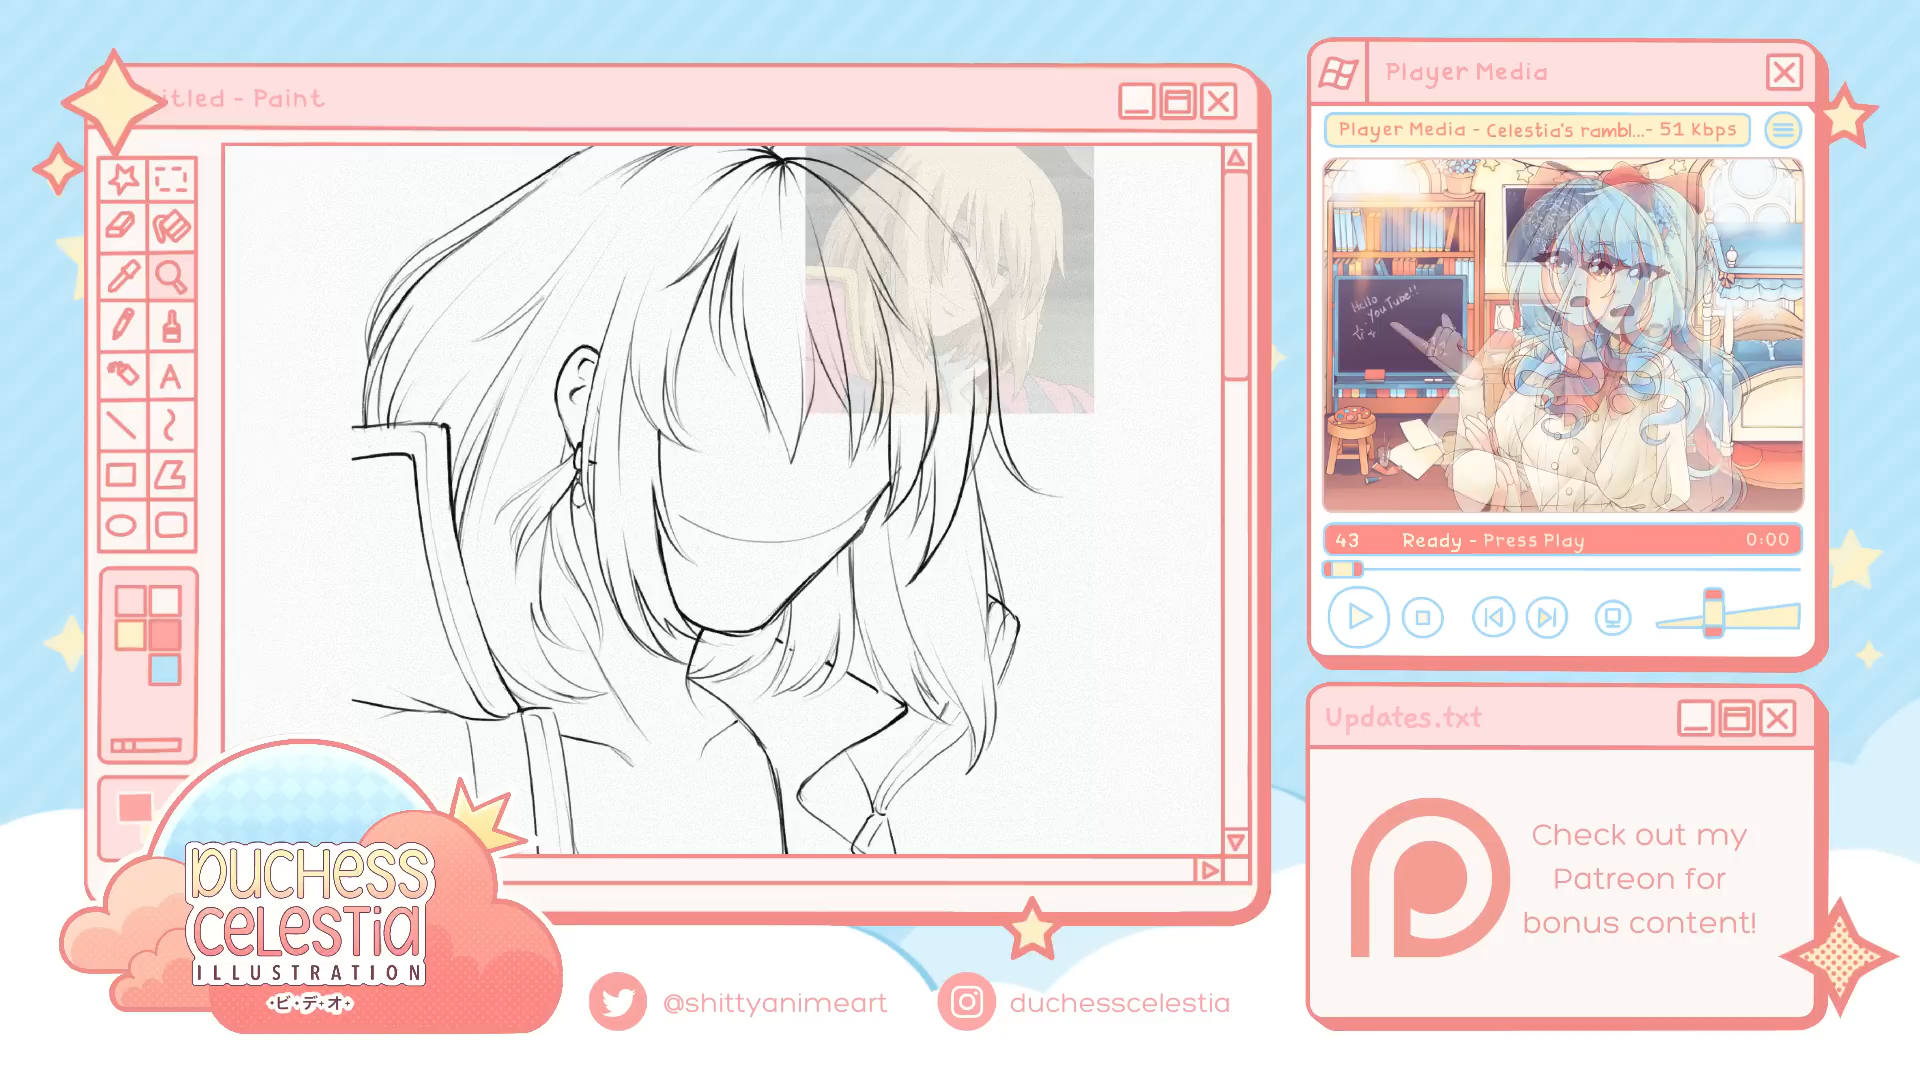 titled - Paint
Player Media
Player Media - Celestia's rambl...- 51 Kbps
Hello
YouTube!!
43 Ready - Press Play 0:00
Updates.txt
Check out my
Patreon for
bonus content!
A
DUCHESS
CELESTIA
ILLUSTRATION
・ビ・デ・オ・
@shittyanimeart
duchesscelestia